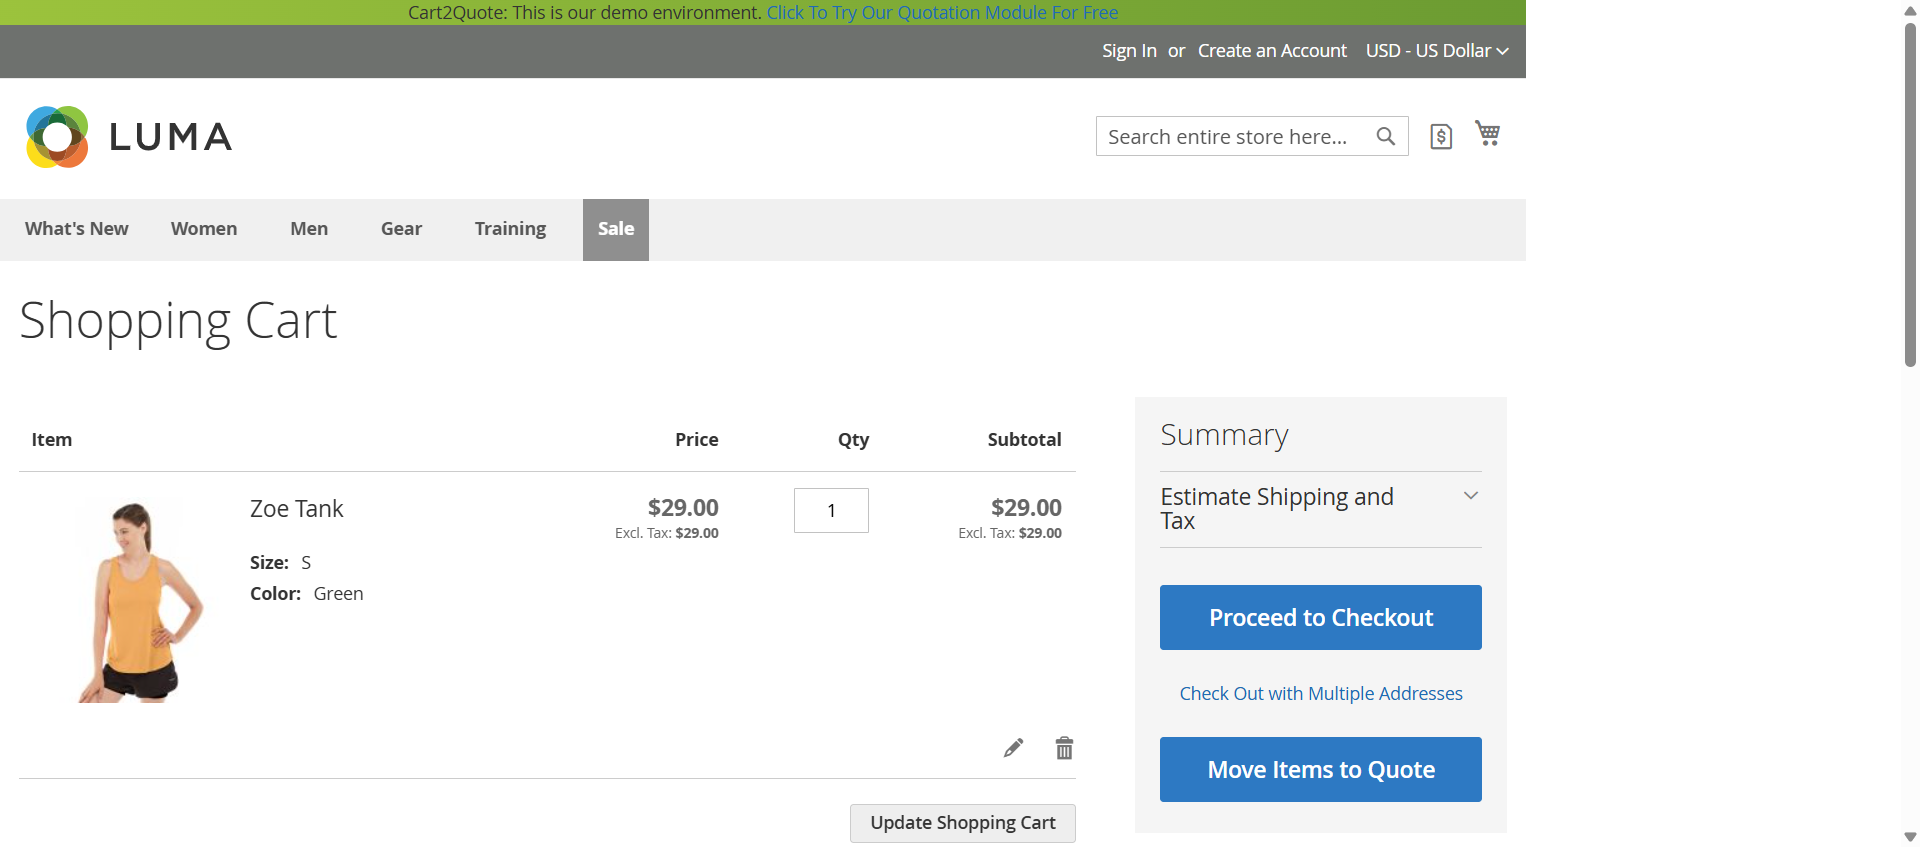 Cart2Quote: This is our demo environment. Click To Try Our Quotation Module For Free
Sign In or Create an Account USD - US Dollar
LUMA
Search entire store here...
$
What's New Women Men Gear Training Sale
Shopping Cart
Item Price Qty Subtotal
Zoe Tank $29.00 1 $29.00
Excl. Tax: $29.00 Excl. Tax: $29.00
Size: S
Color: Green
Update Shopping Cart
Summary
Estimate Shipping and
Tax
Proceed to Checkout
Check Out with Multiple Addresses
Move Items to Quote